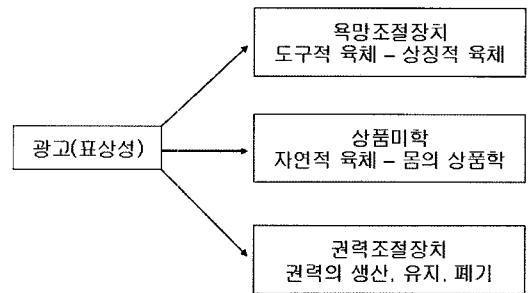 욕망조절장치
도구적 육체 – 상징적 육체
광고(표상성)
상품미학
자연적 육체 – 몸의 상품학
권력조절장치
권력의 생산, 유지, 폐기